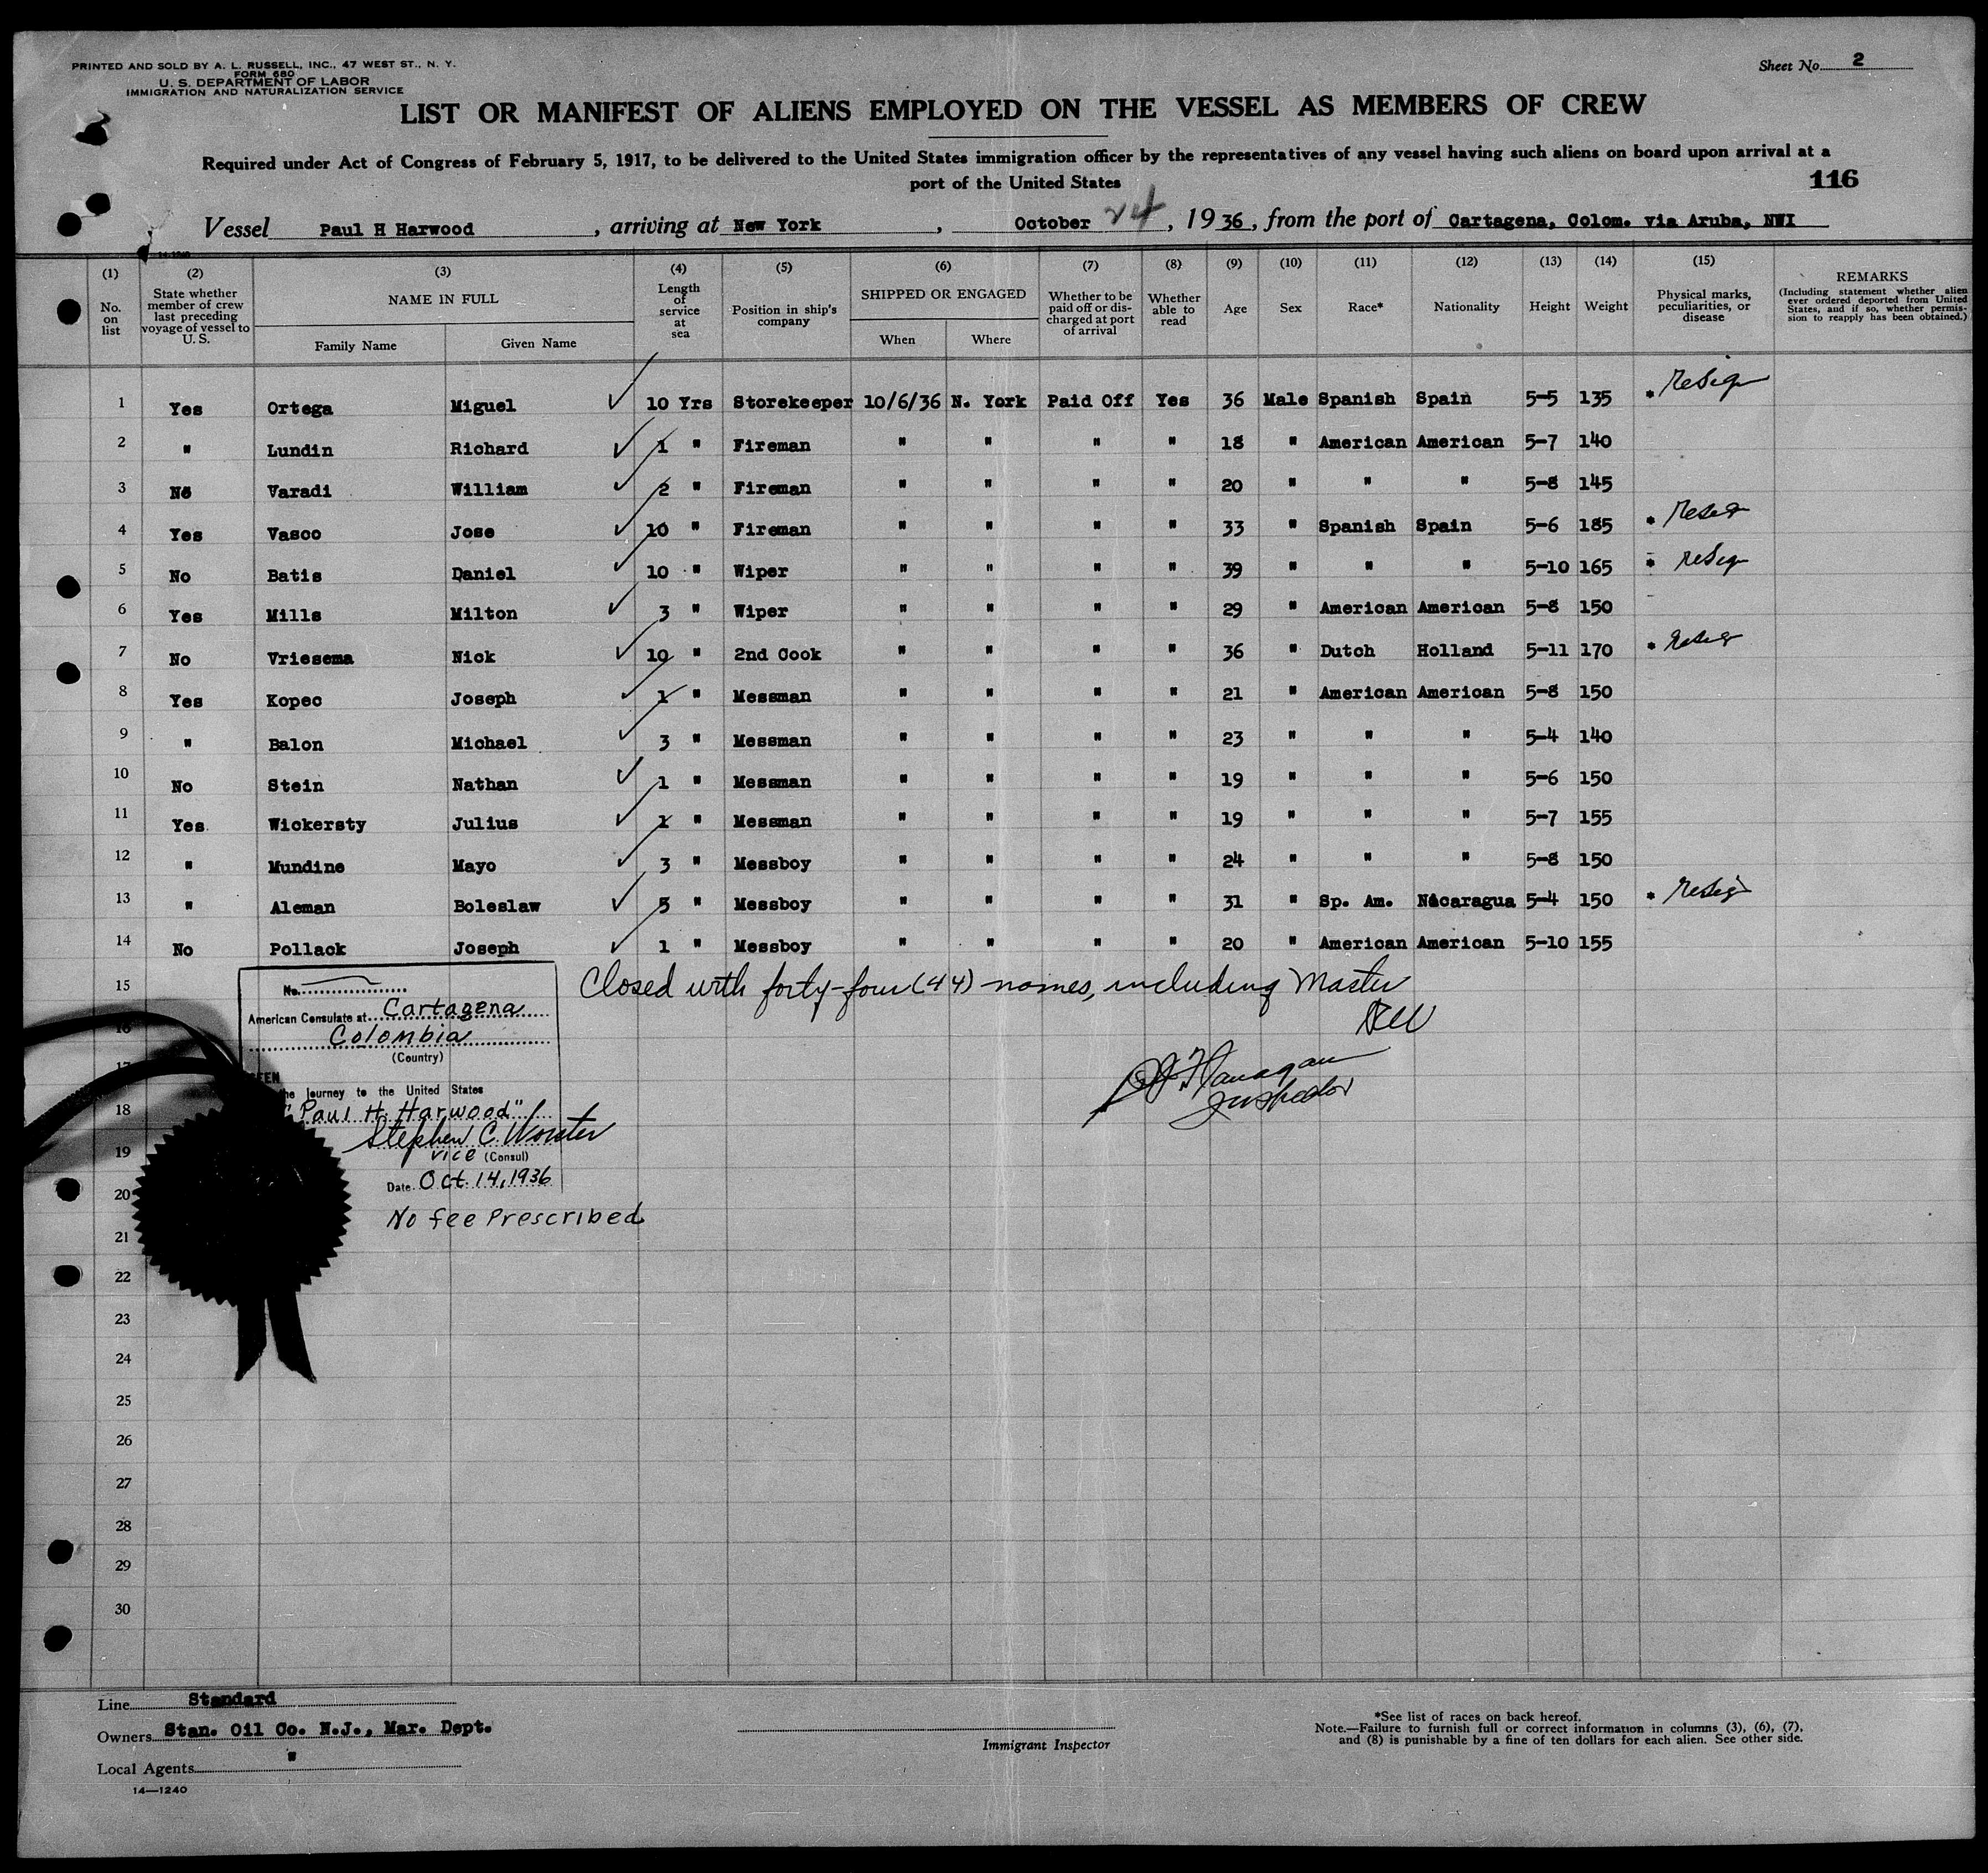 PRINTED AND SOLD BY A. L. RUSSELL, INC., 47 WEST ST., N. Y.
FORM 680
U. S. DEPARTMENT OF LABOR
IMMIGRATION AND NATURALIZATION SERVICE
Sheet No. 2
LIST OR MANIFEST OF ALIENS EMPLOYED ON THE VESSEL AS MEMBERS OF CREW
Required under Act of Congress of February 5, 1917, to be delivered to the United States immigration officer by the representatives of any vessel having such aliens on board upon arrival at a
port of the United States
116
Vessel Paul H Harwood, arriving at New York, October 24, 1936, from the port of Cartagena, Colom. via Aruba, NWI
14-1240
(1) (2) (3) (4) (5) (6) (7) (8) (9) (10) (11) (12) (13) (14) (15)
No. on list
State whether member of crew last preceding voyage of vessel to U. S.
NAME IN FULL
Family Name
Given Name
Length of service at sea
Position in ship's company
SHIPPED OR ENGAGED
When
Where
Whether to be paid off or discharged at port of arrival
Whether able to read
Age
Sex
Race*
Nationality
Height
Weight
Physical marks, peculiarities, or disease
REMARKS
(Including statement whether alien ever ordered deported from United States, and if so, whether permission to reapply has been obtained.)
1 Yes Ortega Miguel 10 Yrs Storekeeper 10/6/36 N. York Paid Off Yes 36 Male Spanish Spain 5-5 135 *
2 " Lundin Richard 1 " Fireman " " " " 18 " American American 5-7 140
3 No Varadi William 2 " Fireman " " " " 20 " " " 5-8 145
4 Yes Vasco Jose 10 " Fireman " " " " 33 " Spanish Spain 5-6 185 *
5 No Batis Daniel 10 " Wiper " " " " 39 " " " 5-10 165 *
6 Yes Mills Milton 3 " Wiper " " " " 29 " American American 5-8 150
7 No Vriesema Nick 10 " 2nd Cook " " " " 36 " Dutch Holland 5-11 170 *
8 Yes Kopec Joseph 1 " Messman " " " " 21 " American American 5-8 150
9 " Balon Michael 3 " Messman " " " " 23 " " " 5-4 140
10 No Stein Nathan 1 " Messman " " " " 19 " " " 5-6 150
11 Yes Wickersty Julius 1 " Messman " " " " 19 " " " 5-7 155
12 " Mundine Mayo 3 " Messboy " " " " 24 " " " 5-8 150
13 " Aleman Boleslaw 5 " Messboy " " " " 31 " Sp. Am. Nicaragua 5-4 150 *
14 No Pollack Joseph 1 " Messboy " " " " 20 " American American 5-10 155
15 Closed with forty-four (44) names, including Master
No.
American Consulate at Cartagena
16
Colombia
(Country)
17
SEEN
the journey to the United States
18
"Paul H. Harwood"
Flanagan
Inspector
Stephen C. Worster
19
vice (Consul)
Date Oct. 14, 1936
20
No fee Prescribed
21
22
23
24
25
26
27
28
29
30
Line Standard
Owners Stan. Oil Co. N.J., Mar. Dept.
Local Agents "
14—1240
Immigrant Inspector
*See list of races on back hereof.
Note.—Failure to furnish full or correct information in columns (3), (6), (7),
and (8) is punishable by a fine of ten dollars for each alien. See other side.